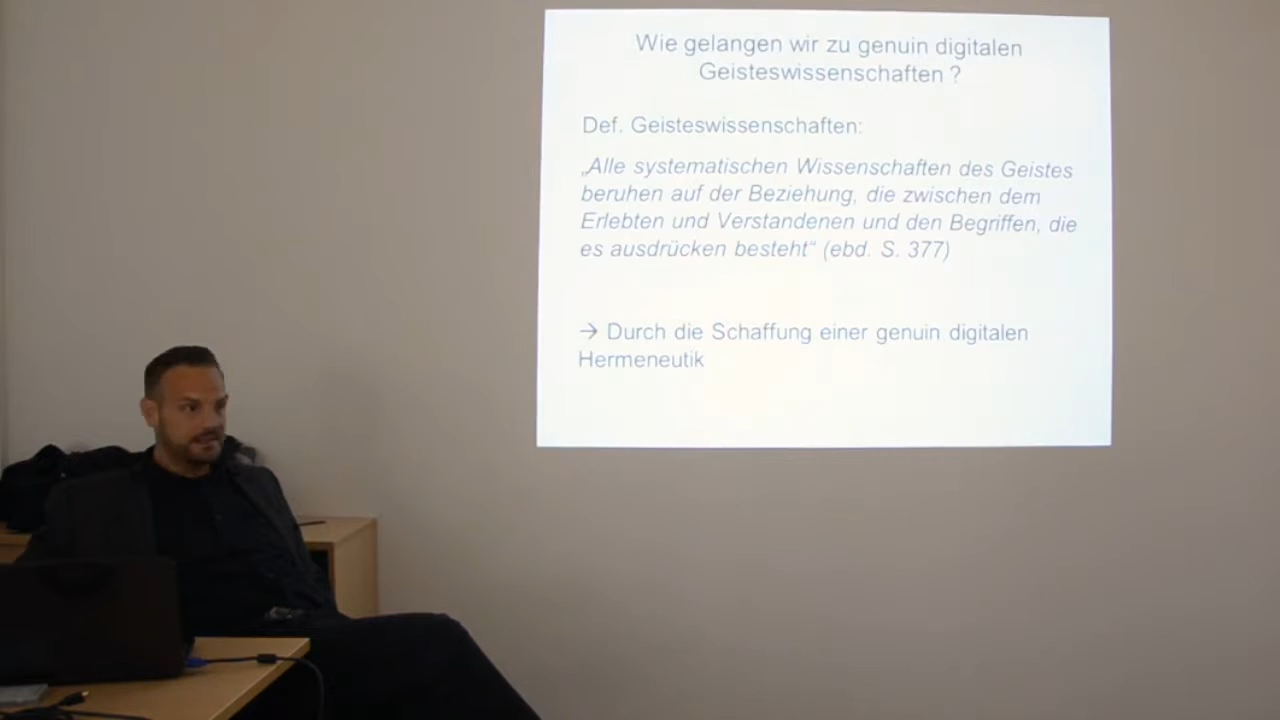 Wie gelangen wir zu genuin digitalen
Geisteswissenschaften ?
Def. Geisteswissenschaften:
„Alle systematischen Wissenschaften des Geistes
beruhen auf der Beziehung, die zwischen dem
Erlebten und Verstandenen und den Begriffen, die
es ausdrücken besteht“ (ebd. S. 377)
→ Durch die Schaffung einer genuin digitalen
Hermeneutik